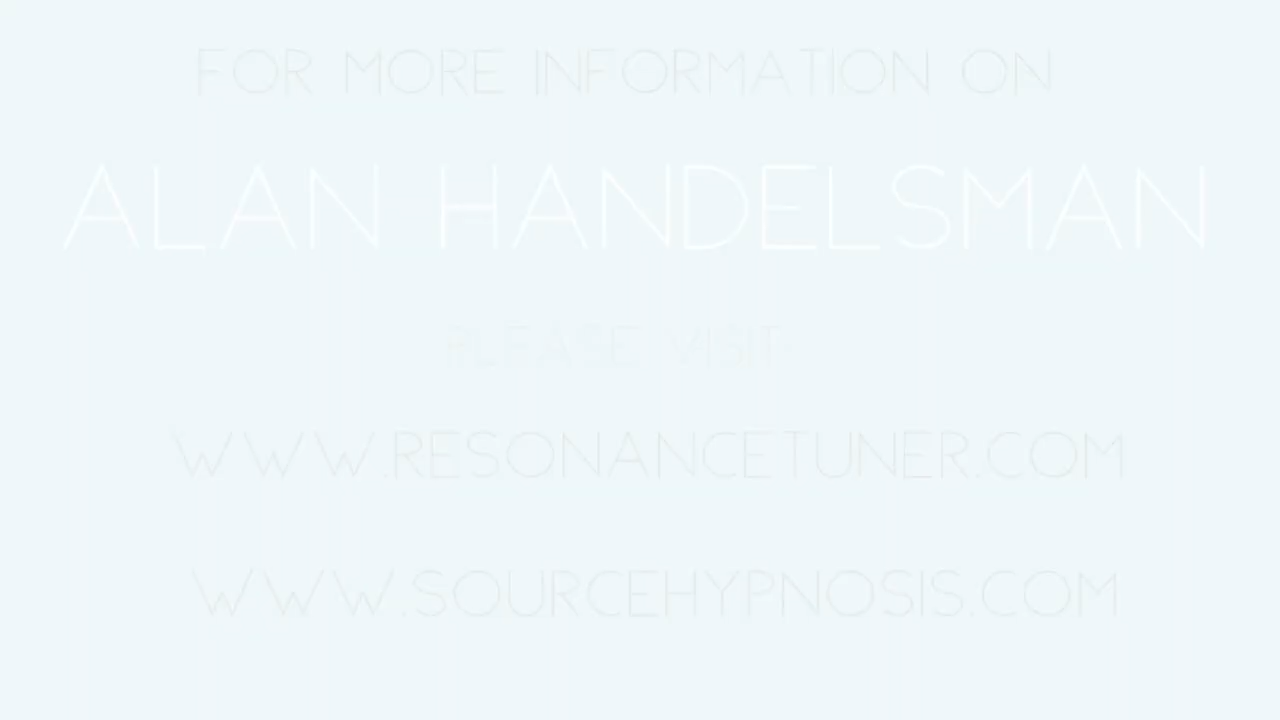 FOR MORE INFORMATION ON
ALAN HANDELSMAN
PLEASE VISIT:
WWW.RESONANCETUNER.COM
WWW.SOURCEHYPNOSIS.COM